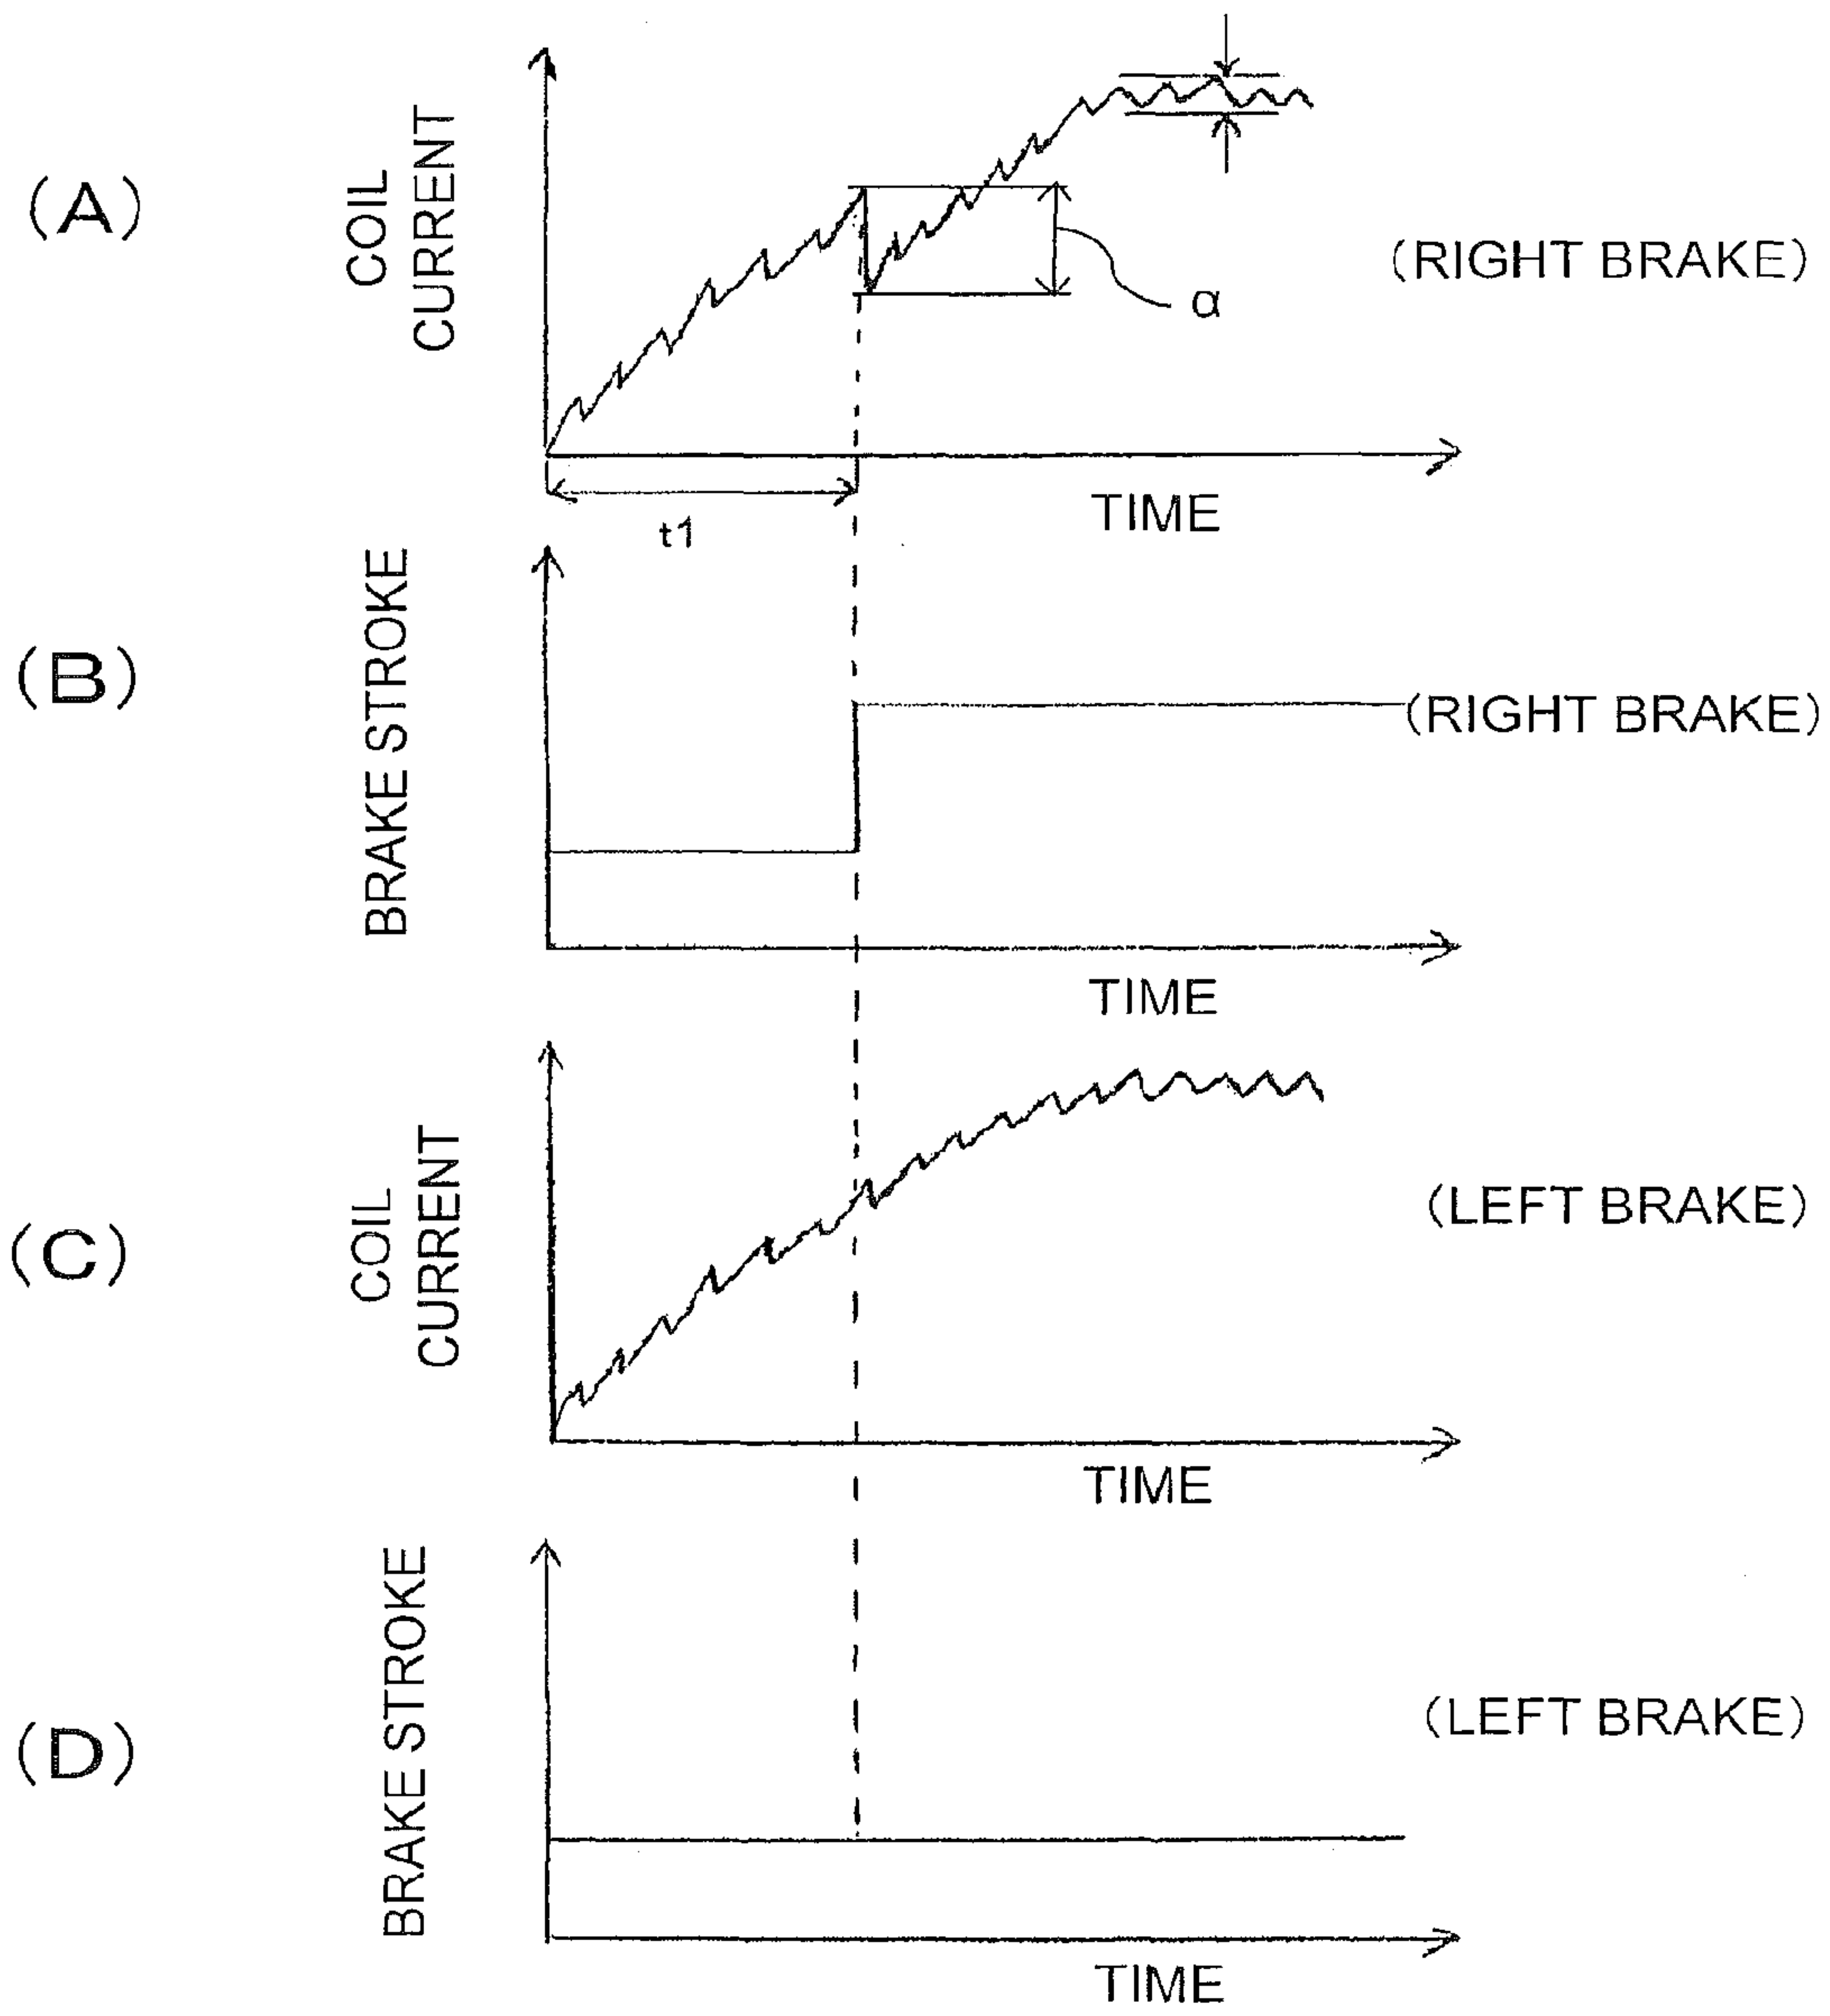 (A)
COIL
CURRENT
(RIGHT BRAKE)
α
TIME
t1
(B)
BRAKE STROKE
(RIGHT BRAKE)
TIME
(C)
COIL
CURRENT
(LEFT BRAKE)
TIME
(D)
BRAKE STROKE
(LEFT BRAKE)
TIME